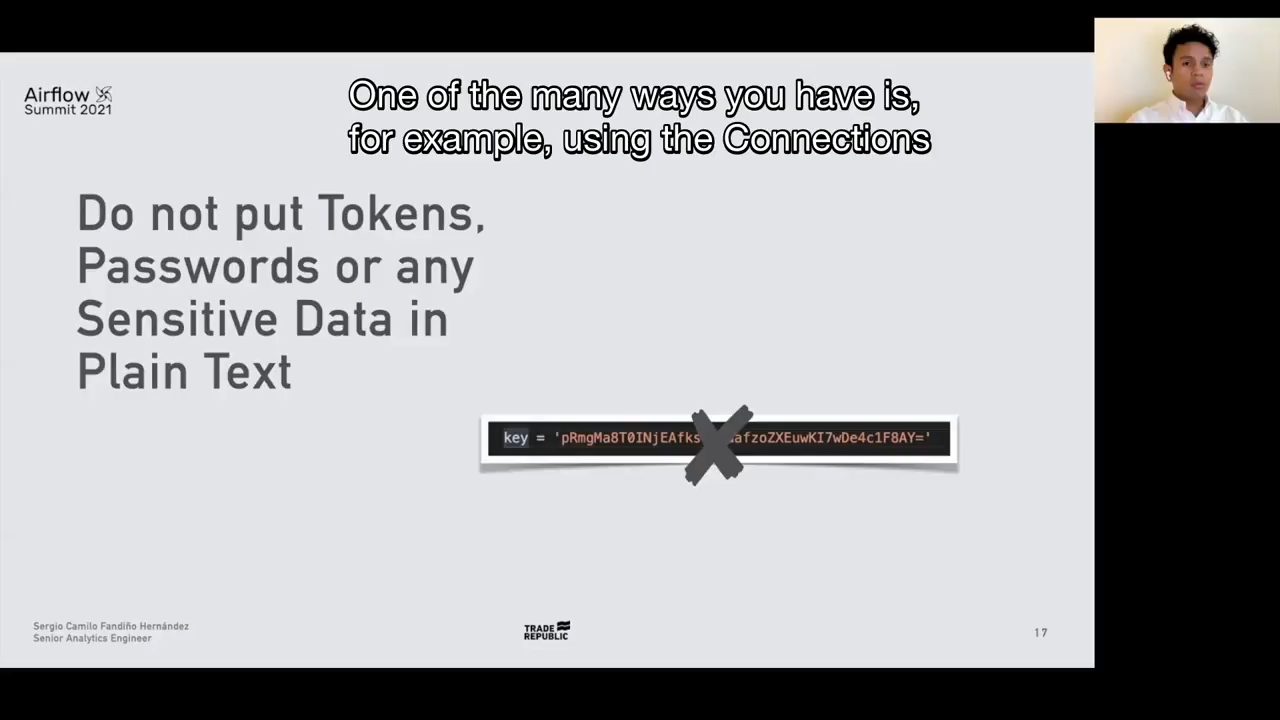 Airflow
Summit 2021
One of the many ways you have is,
for example, using the Connections
Do not put Tokens,
Passwords or any
Sensitive Data in
Plain Text
key = 'pRmgMa8T0INjEAfks afzoZXEuwKI7wDe4c1F8AY='
Sergio Camilo Fandiño Hernández
Senior Analytics Engineer
TRADE
REPUBLIC
17